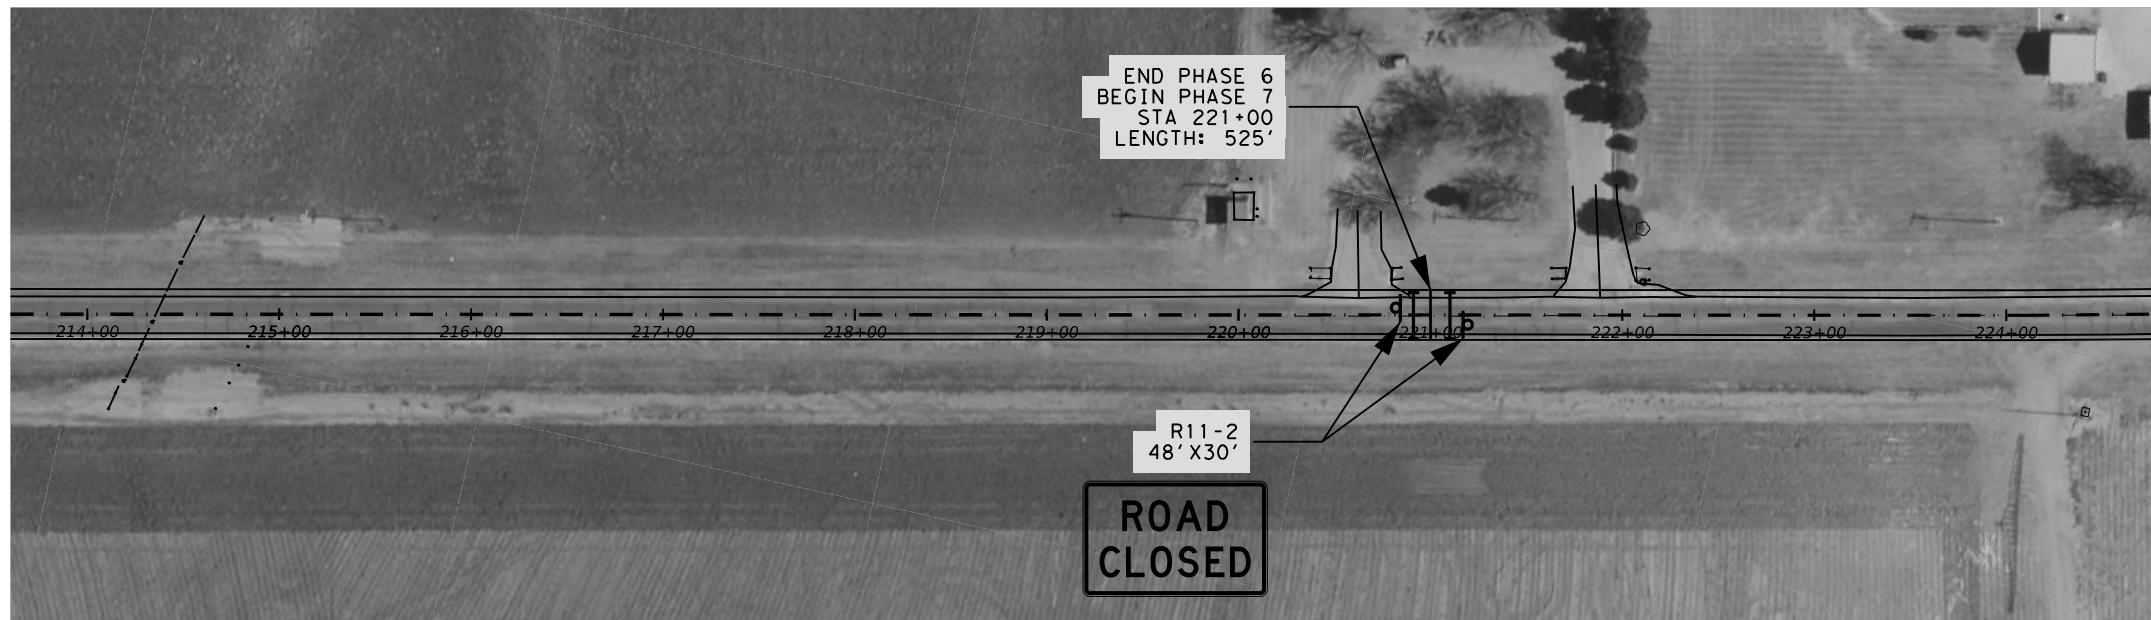 END PHASE 6
BEGIN PHASE 7
STA 221+00
LENGTH: 525'
214+00 215+00 216+00 217+00 218+00 219+00 220+00 221+00 222+00 223+00 224+00
R11-2
48'X30'
ROAD
CLOSED